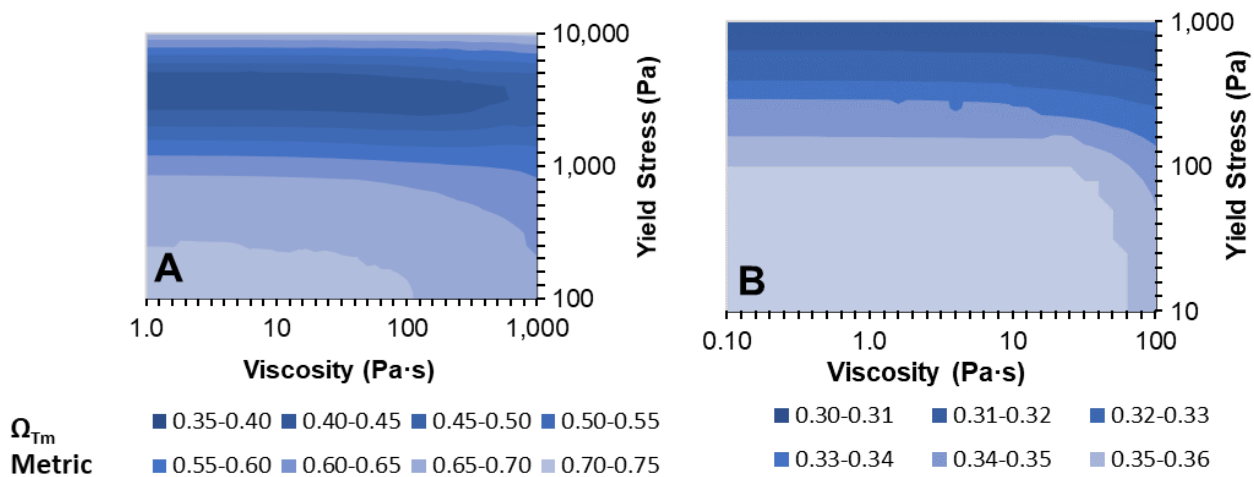 10,000
1,000
100
Yield Stress (Pa)
A
1.0 10 100 1,000
Viscosity (Pa·s)
1,000
100
10
Yield Stress (Pa)
B
0.10 1.0 10 100
Viscosity (Pa·s)
Ω_Tm
Metric
0.35-0.40 0.40-0.45 0.45-0.50 0.50-0.55
0.55-0.60 0.60-0.65 0.65-0.70 0.70-0.75
0.30-0.31 0.31-0.32 0.32-0.33
0.33-0.34 0.34-0.35 0.35-0.36